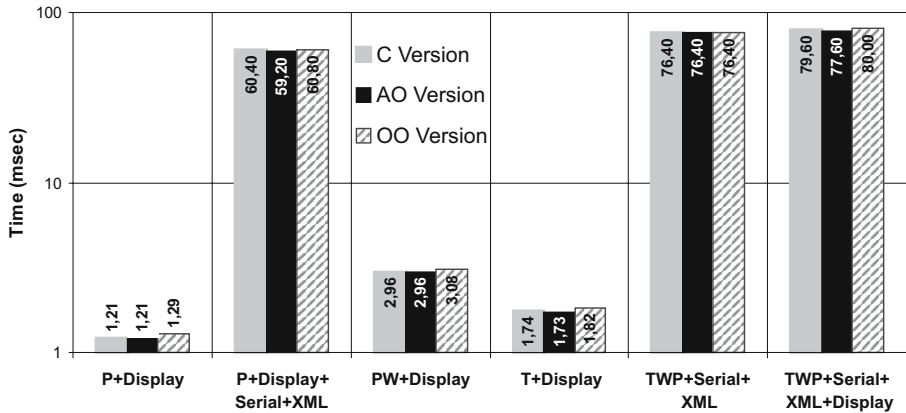 100
10
1
Time (msec)
C Version
AO Version
OO Version
1,21
1,21
1,29
60,40
59,20
60,80
2,96
2,96
3,08
1,74
1,73
1,82
76,40
76,40
76,40
79,60
77,60
80,00
P+Display
P+Display+
Serial+XML
PW+Display
T+Display
TWP+Serial+
XML
TWP+Serial+
XML+Display